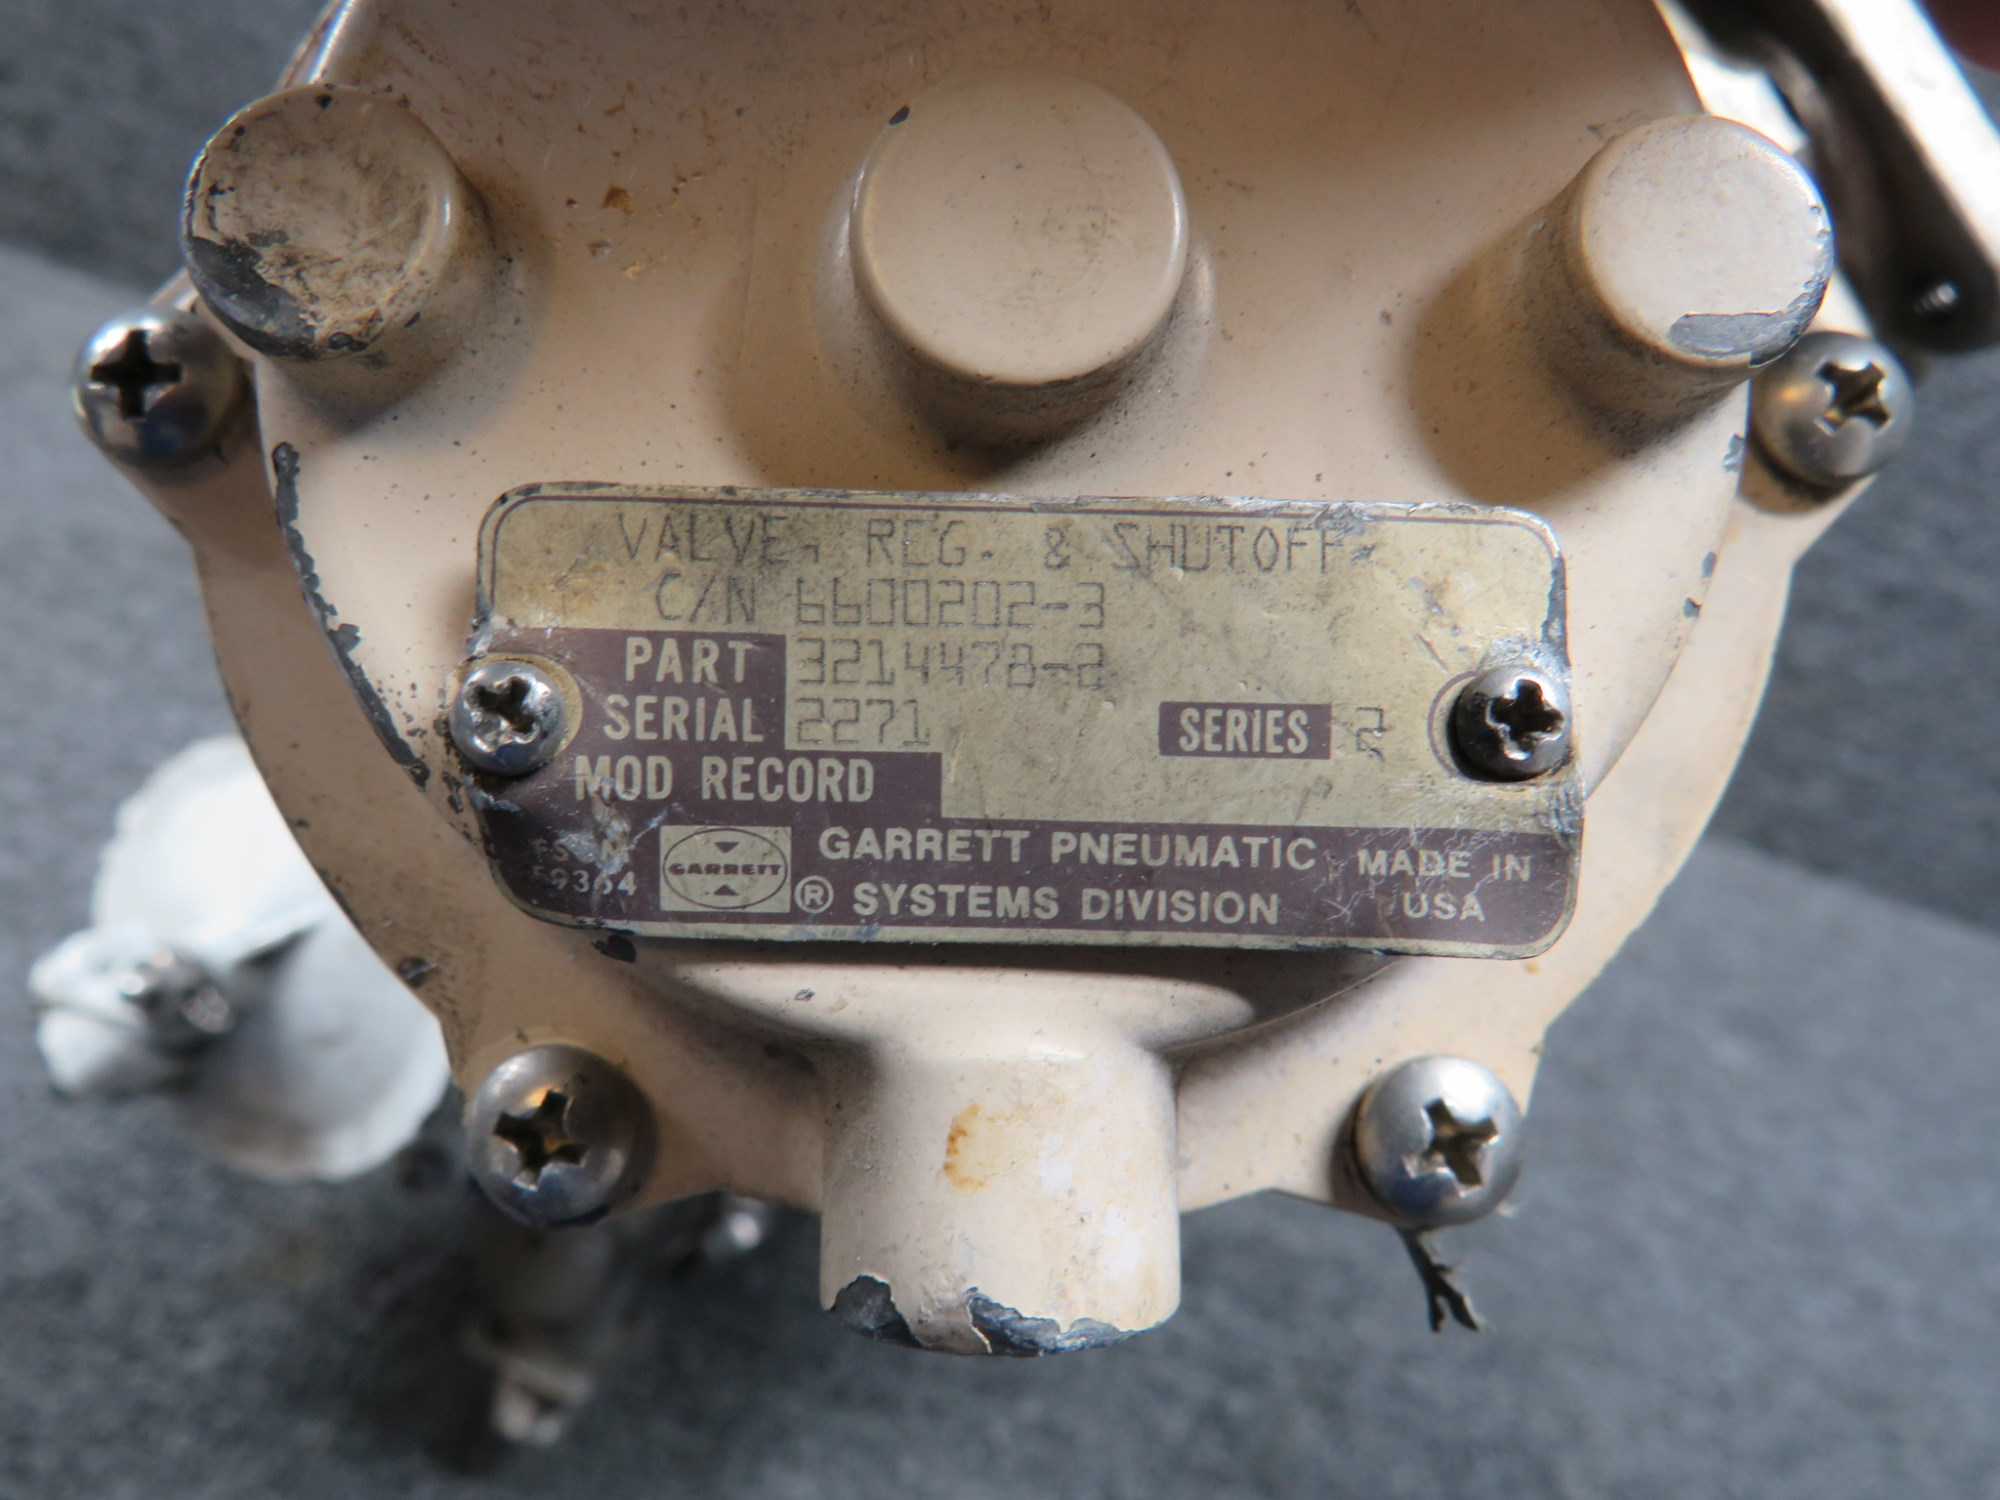 VALVE, REG. & SHUTOFF
C/N 6600202-3
PART 3214478-2
SERIAL 2271 SERIES 2
MOD RECORD
59364
GARRETT
® GARRETT PNEUMATIC
SYSTEMS DIVISION
MADE IN
USA